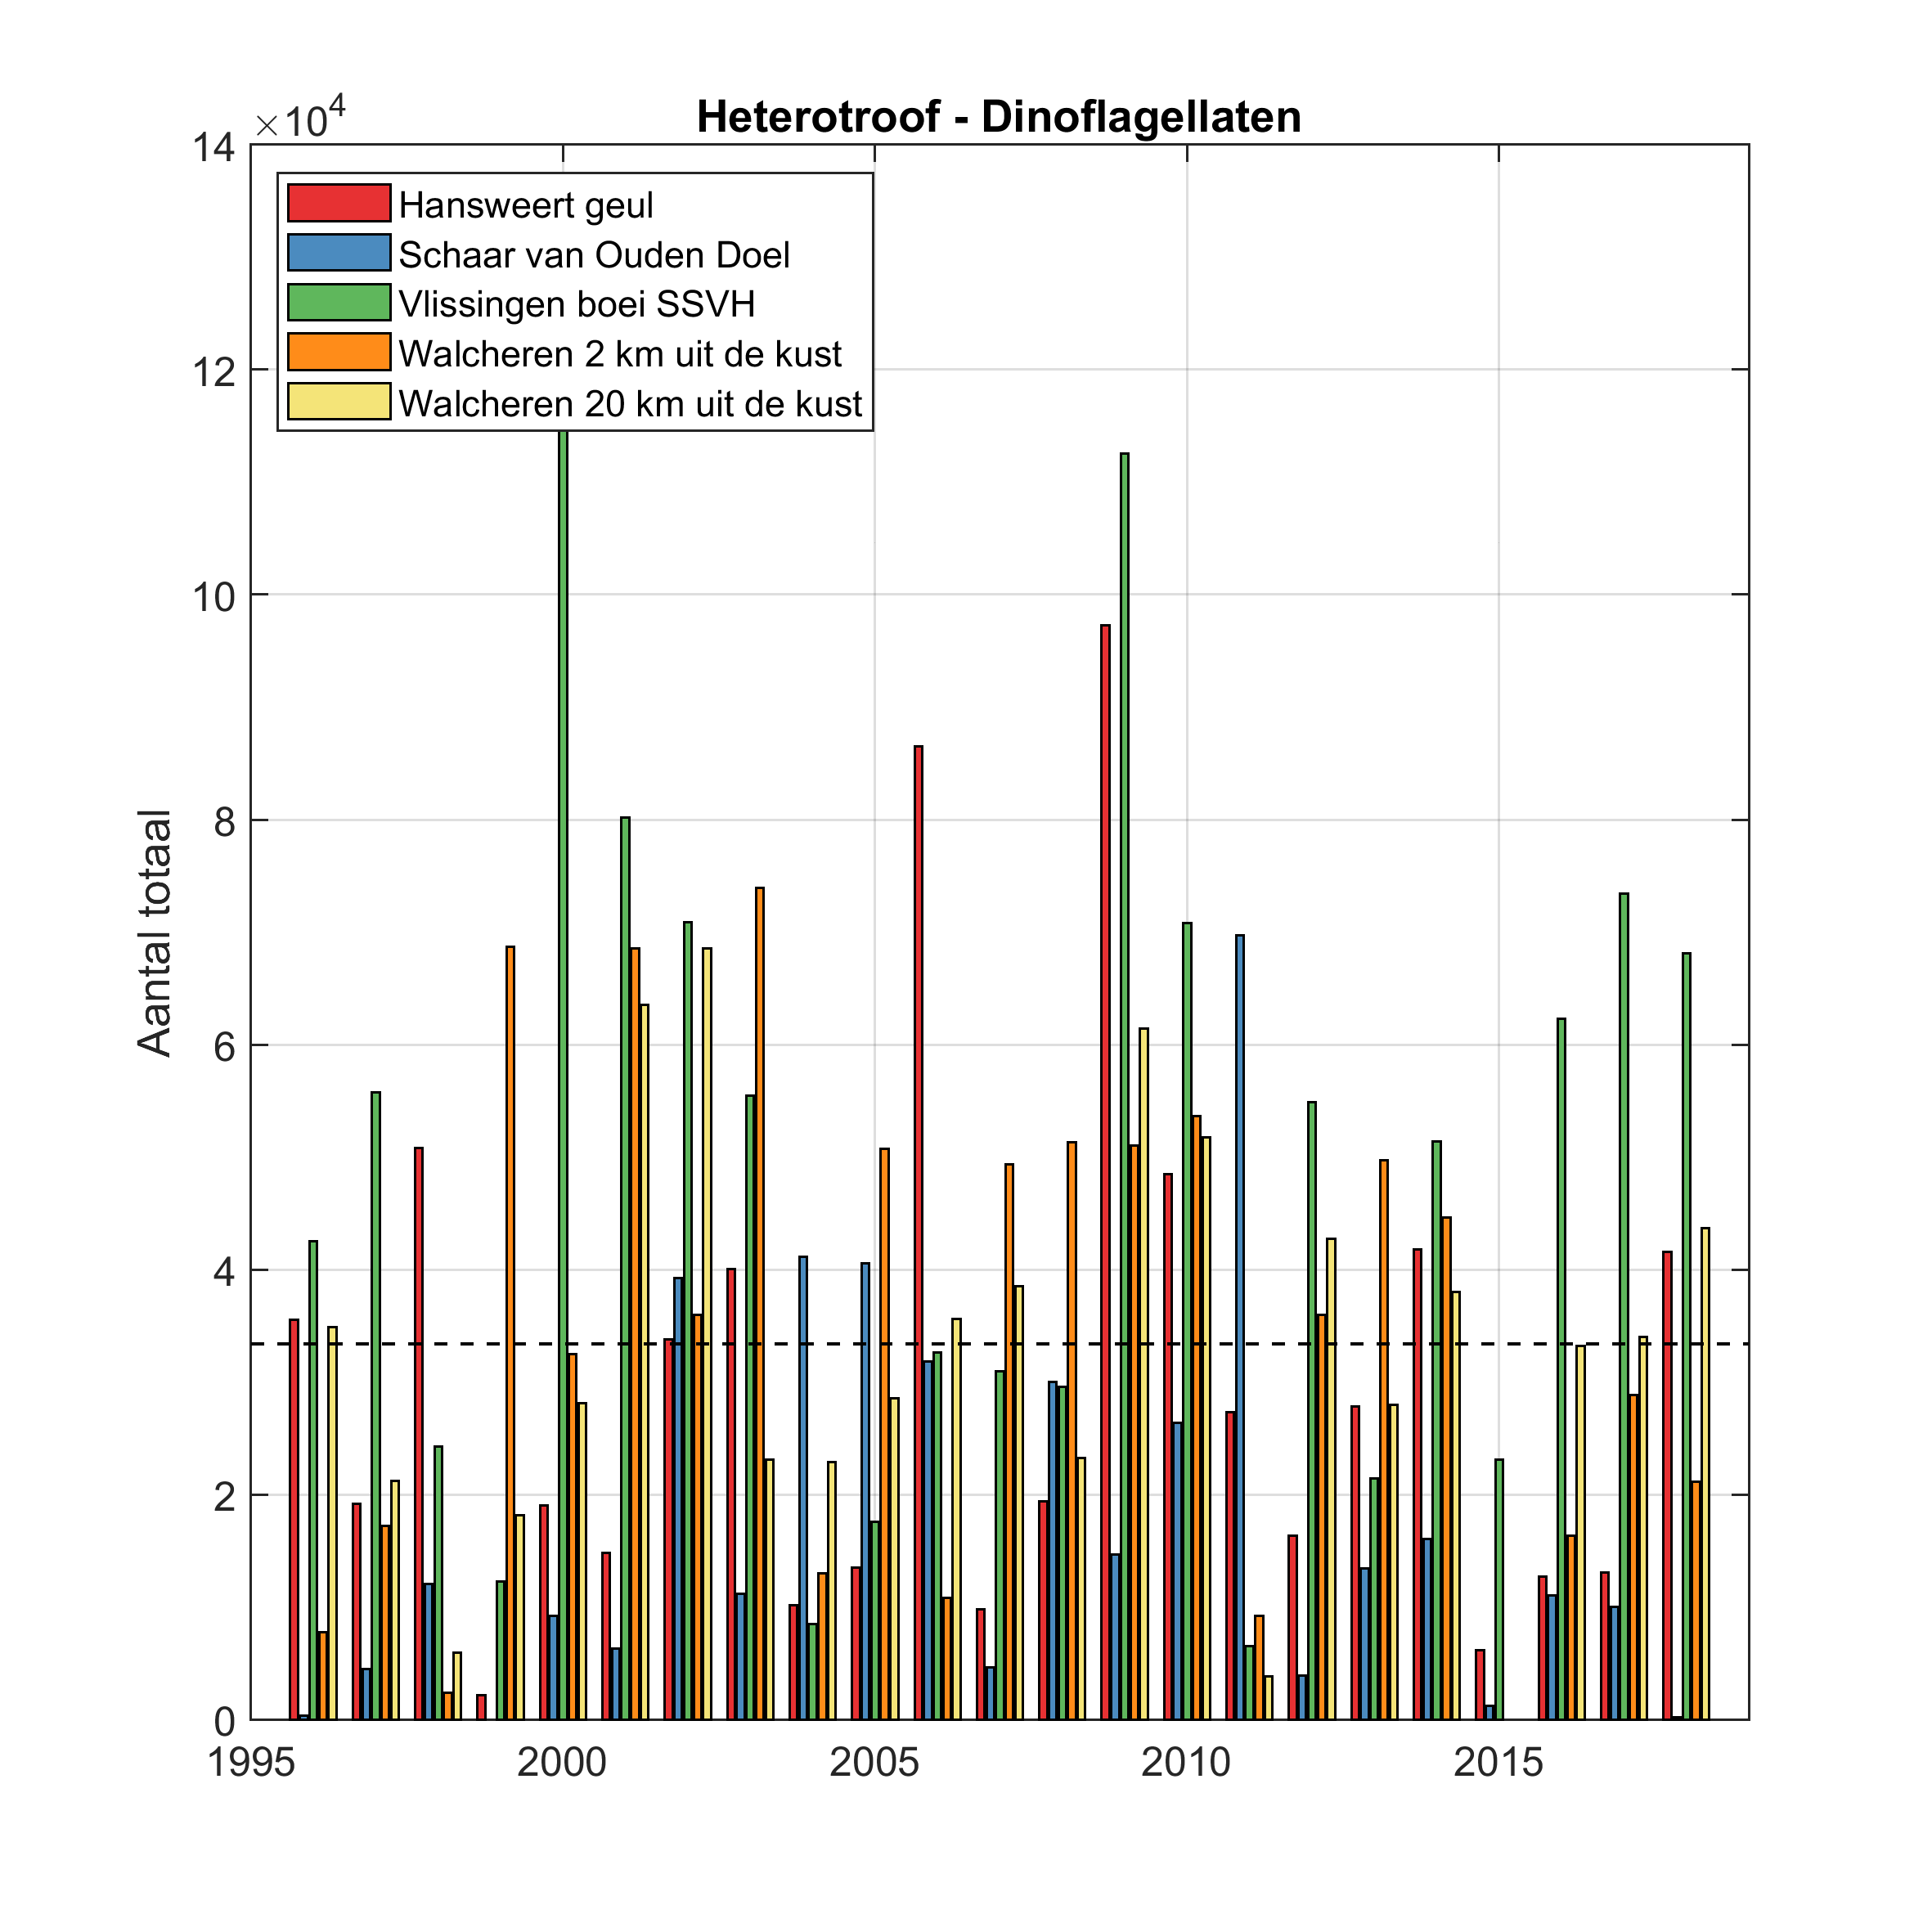 Heterotroof - Dinoflagellaten
×10⁴
14
12
10
8
6
4
2
0
Aantal totaal
Hansweert geul
Schaar van Ouden Doel
Vlissingen boei SSVH
Walcheren 2 km uit de kust
Walcheren 20 km uit de kust
1995 2000 2005 2010 2015